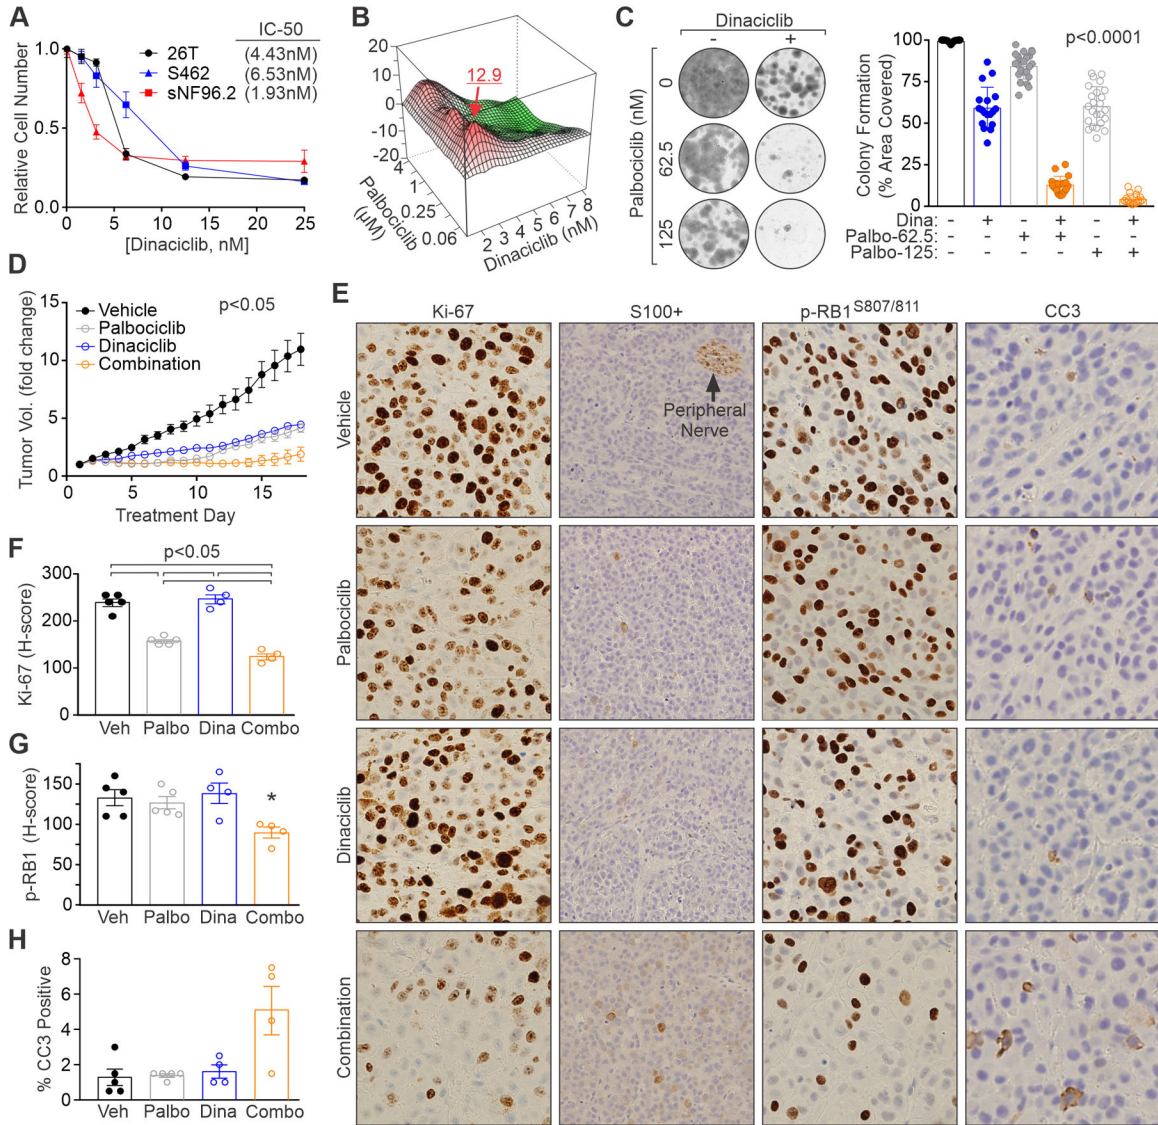 A
IC-50
26T (4.43nM)
S462 (6.53nM)
sNF96.2 (1.93nM)
Relative Cell Number
1.0
0.5
0.0
0 5 10 15 20 25
[Dinaciclib, nM]
B
20
10
0
-10
-20
12.9
4
1
0.25
0.06
Palbociclib
(µM)
2 3 4 5 6 7 8
Dinaciclib (nM)
C
Dinaciclib
- +
Palbociclib (nM)
0
62.5
125
p<0.0001
Colony Formation
(% Area Covered)
100
75
50
25
0
Dina: - + - + - +
Palbo-62.5: - - + + - -
Palbo-125: - - - - + +
D
p<0.05
Vehicle
Palbociclib
Dinaciclib
Combination
Tumor Vol. (fold change)
15
10
5
0
0 5 10 15
Treatment Day
E
Ki-67 S100+ p-RB1S807/811 CC3
Vehicle
Peripheral
Nerve
Palbociclib
Dinaciclib
Combination
F
p<0.05
Ki-67 (H-score)
300
200
100
0
Veh Palbo Dina Combo
G
p-RB1 (H-score)
150
100
50
0
*
Veh Palbo Dina Combo
H
% CC3 Positive
8
6
4
2
0
Veh Palbo Dina Combo